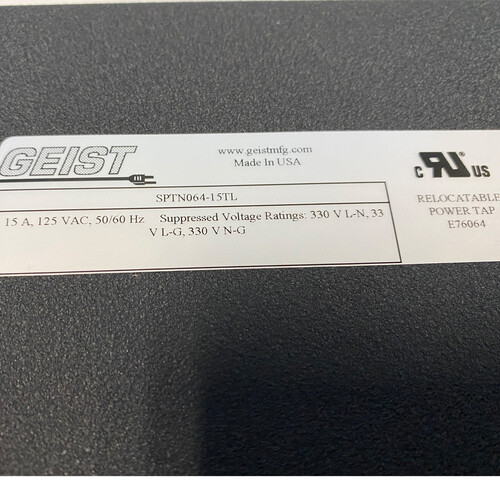 GEIST
www.geistmfg.com
Made In USA
SPTN064-15TL
15 A, 125 VAC, 50/60 Hz Suppressed Voltage Ratings: 330 V L-N, 33
V L-G, 330 V N-G
c RU US
RELOCATABLE
POWER TAP
E76064